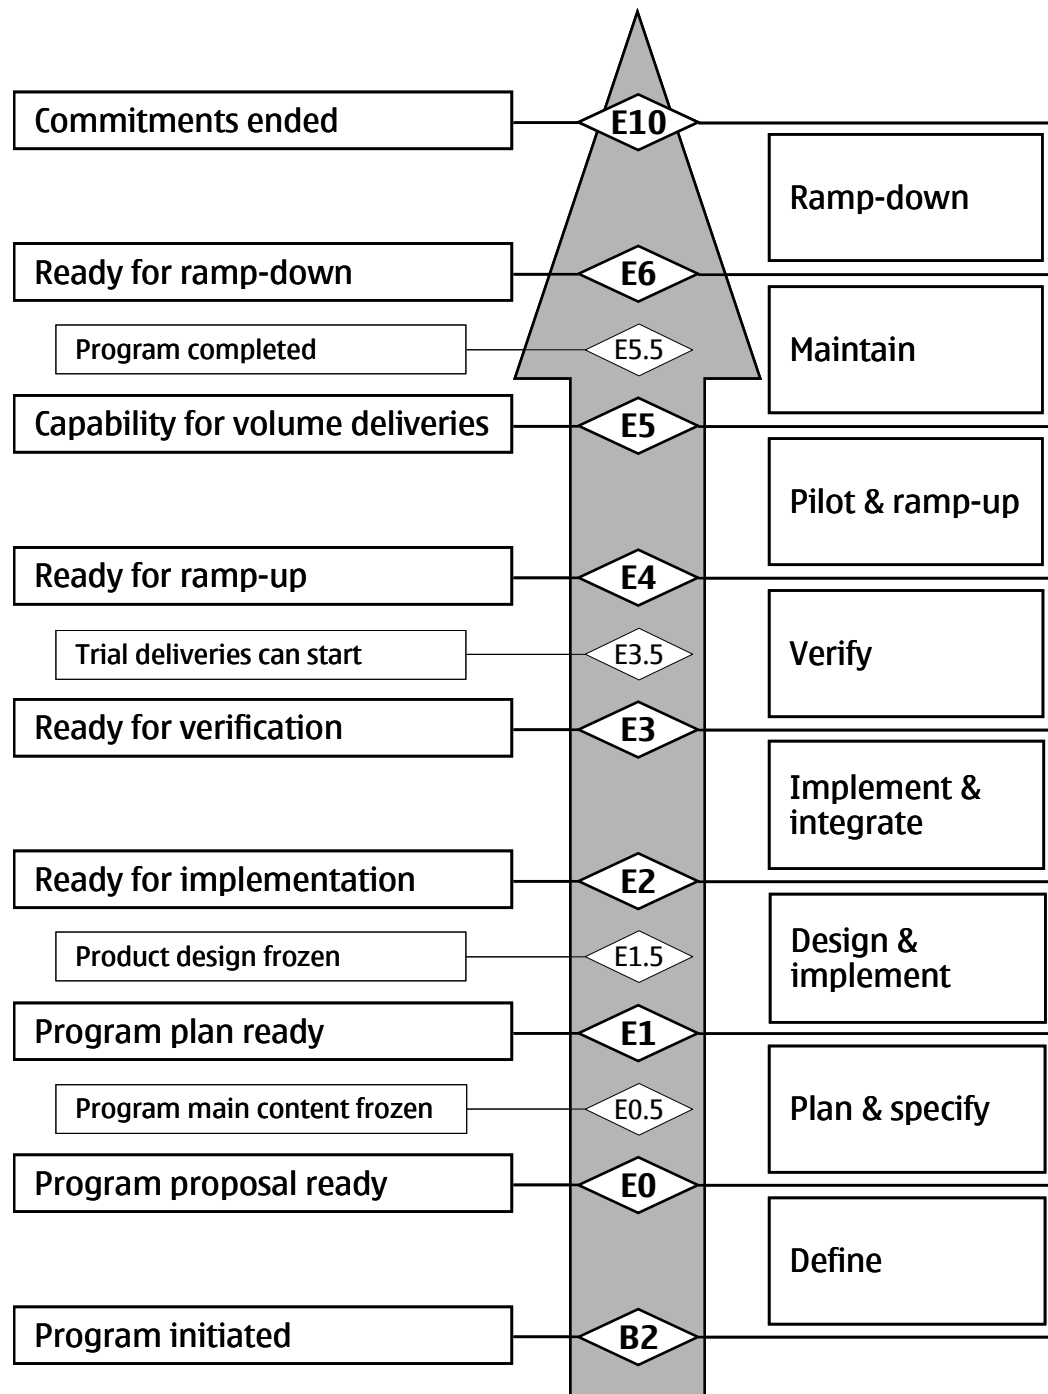 Commitments ended
E10
Ramp-down
Ready for ramp-down
E6
Program completed
E5.5
Maintain
Capability for volume deliveries
E5
Pilot & ramp-up
Ready for ramp-up
E4
Trial deliveries can start
E3.5
Verify
Ready for verification
E3
Implement &
integrate
Ready for implementation
E2
Product design frozen
E1.5
Design &
implement
Program plan ready
E1
Program main content frozen
E0.5
Plan & specify
Program proposal ready
E0
Define
Program initiated
B2